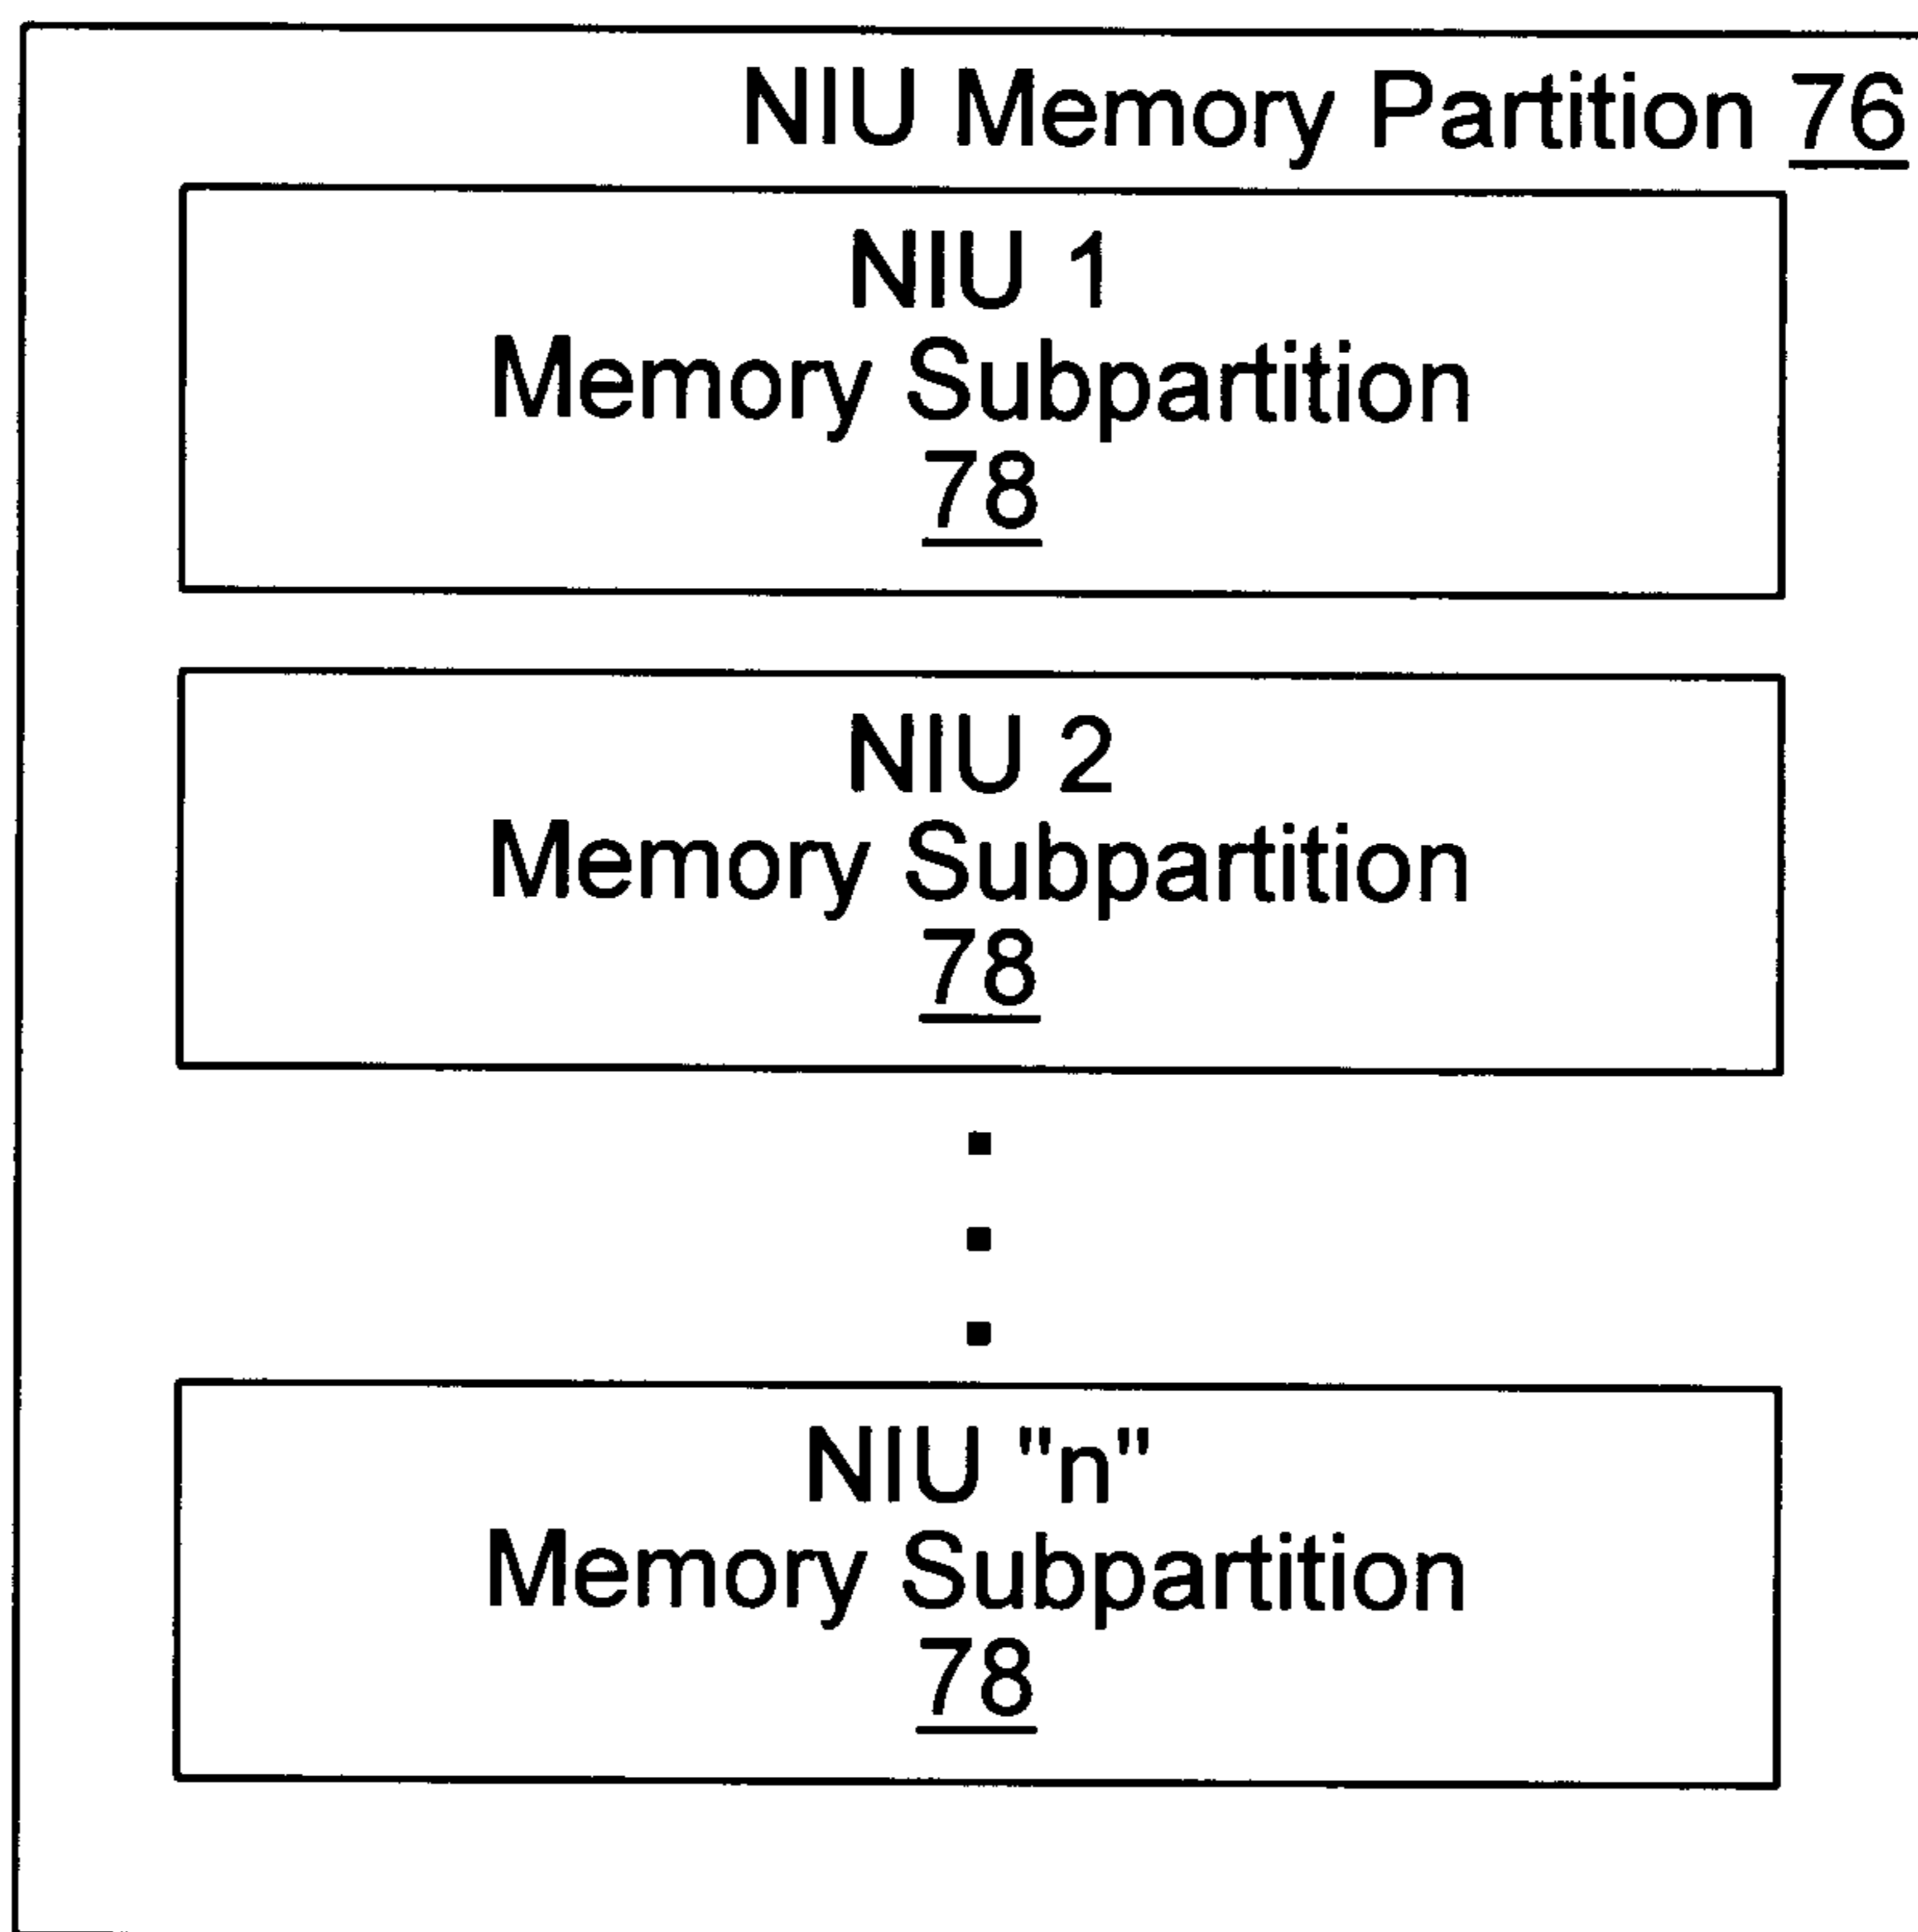 NIU Memory Partition 76
NIU 1
Memory Subpartition
78
NIU 2
Memory Subpartition
78
NIU "n"
Memory Subpartition
78